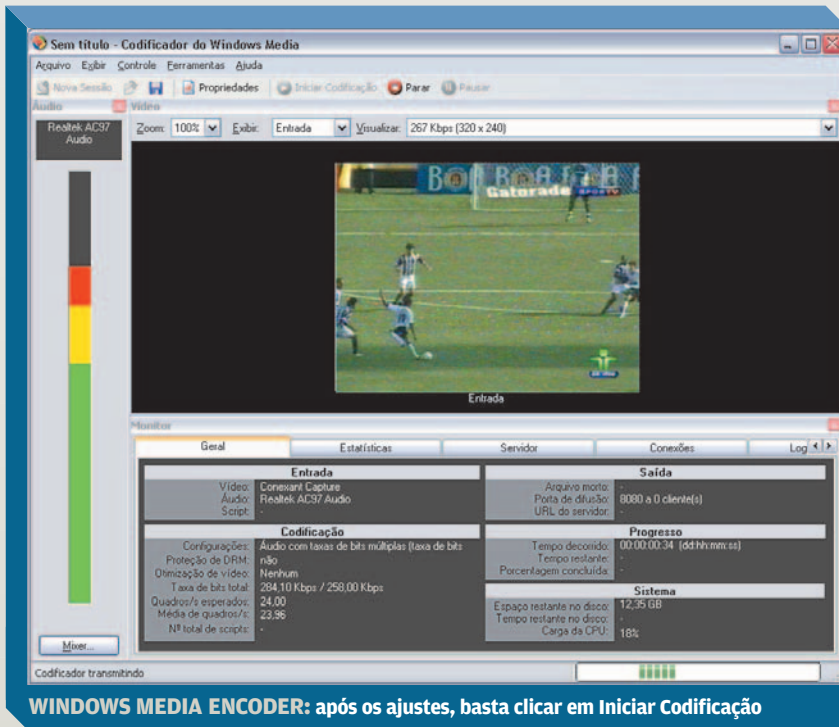 Sem título - Codificador do Windows Media
Arquivo Exibir Controle Ferramentas Ajuda
Nova Sessão Propriedades Iniciar Codificação Parar Pausar
Áudio
Vídeo
Realtek AC97
Audio
Zoom: 100% Exibir: Entrada Visualizar: 267 Kbps (320 x 240)
Gatorade SPORTV
Entrada
Mixer...
Monitor
Geral Estatísticas Servidor Conexões Log
Entrada
Vídeo: Conexant Capture
Áudio: Realtek AC97 Audio
Script: -
Codificação
Configurações: Áudio com taxas de bits múltiplas (taxa de bits
Proteção de DRM: não
Otimização de vídeo: Nenhum
Taxa de bits total: 284,10 Kbps / 258,00 Kbps
Quadros/s esperados: 24,00
Média de quadros/s: 23,96
Nº total de scripts: -
Saída
Arquivo morto: -
Porta de difusão: 8080 a 0 cliente(s)
URL do servidor: -
Progresso
Tempo decorrido: 00:00:00:34 (dd:hh:mm:ss)
Tempo restante: -
Porcentagem concluída: -
Sistema
Espaço restante no disco: 12,35 GB
Tempo restante no disco: -
Carga da CPU: 18%
Codificador transmitindo
WINDOWS MEDIA ENCODER: após os ajustes, basta clicar em Iniciar Codificação